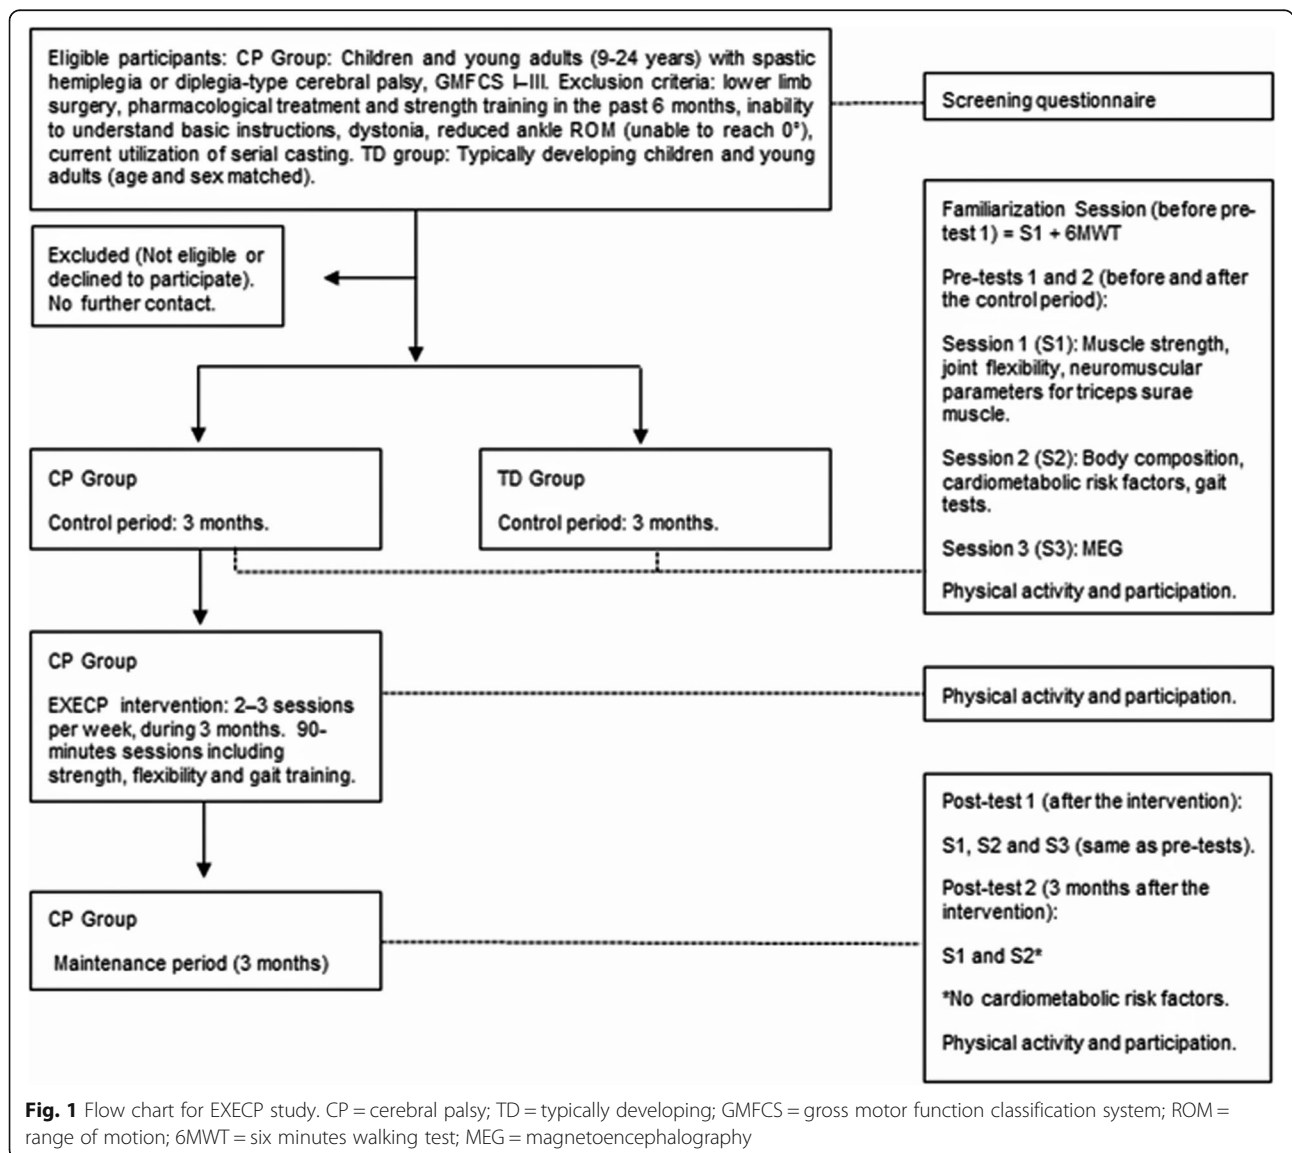 Eligible participants: CP Group: Children and young adults (9-24 years) with spastic
hemiplegia or diplegia-type cerebral palsy, GMFCS I–III. Exclusion criteria: lower limb
surgery, pharmacological treatment and strength training in the past 6 months, inability
to understand basic instructions, dystonia, reduced ankle ROM (unable to reach 0°),
current utilization of serial casting. TD group: Typically developing children and young
adults (age and sex matched).
Screening questionnaire
Excluded (Not eligible or
declined to participate).
No further contact.
Familiarization Session (before pre-
test 1) = S1 + 6MWT
Pre-tests 1 and 2 (before and after
the control period):
Session 1 (S1): Muscle strength,
joint flexibility, neuromuscular
parameters for triceps surae
muscle.
Session 2 (S2): Body composition,
cardiometabolic risk factors, gait
tests.
Session 3 (S3): MEG
Physical activity and participation.
CP Group
Control period: 3 months.
TD Group
Control period: 3 months.
CP Group
EXECP intervention: 2–3 sessions
per week, during 3 months. 90-
minutes sessions including
strength, flexibility and gait training.
Physical activity and participation.
CP Group
Maintenance period (3 months)
Post-test 1 (after the intervention):
S1, S2 and S3 (same as pre-tests).
Post-test 2 (3 months after the
intervention):
S1 and S2*
*No cardiometabolic risk factors.
Physical activity and participation.
Fig. 1 Flow chart for EXECP study. CP = cerebral palsy; TD = typically developing; GMFCS = gross motor function classification system; ROM =
range of motion; 6MWT = six minutes walking test; MEG = magnetoencephalography